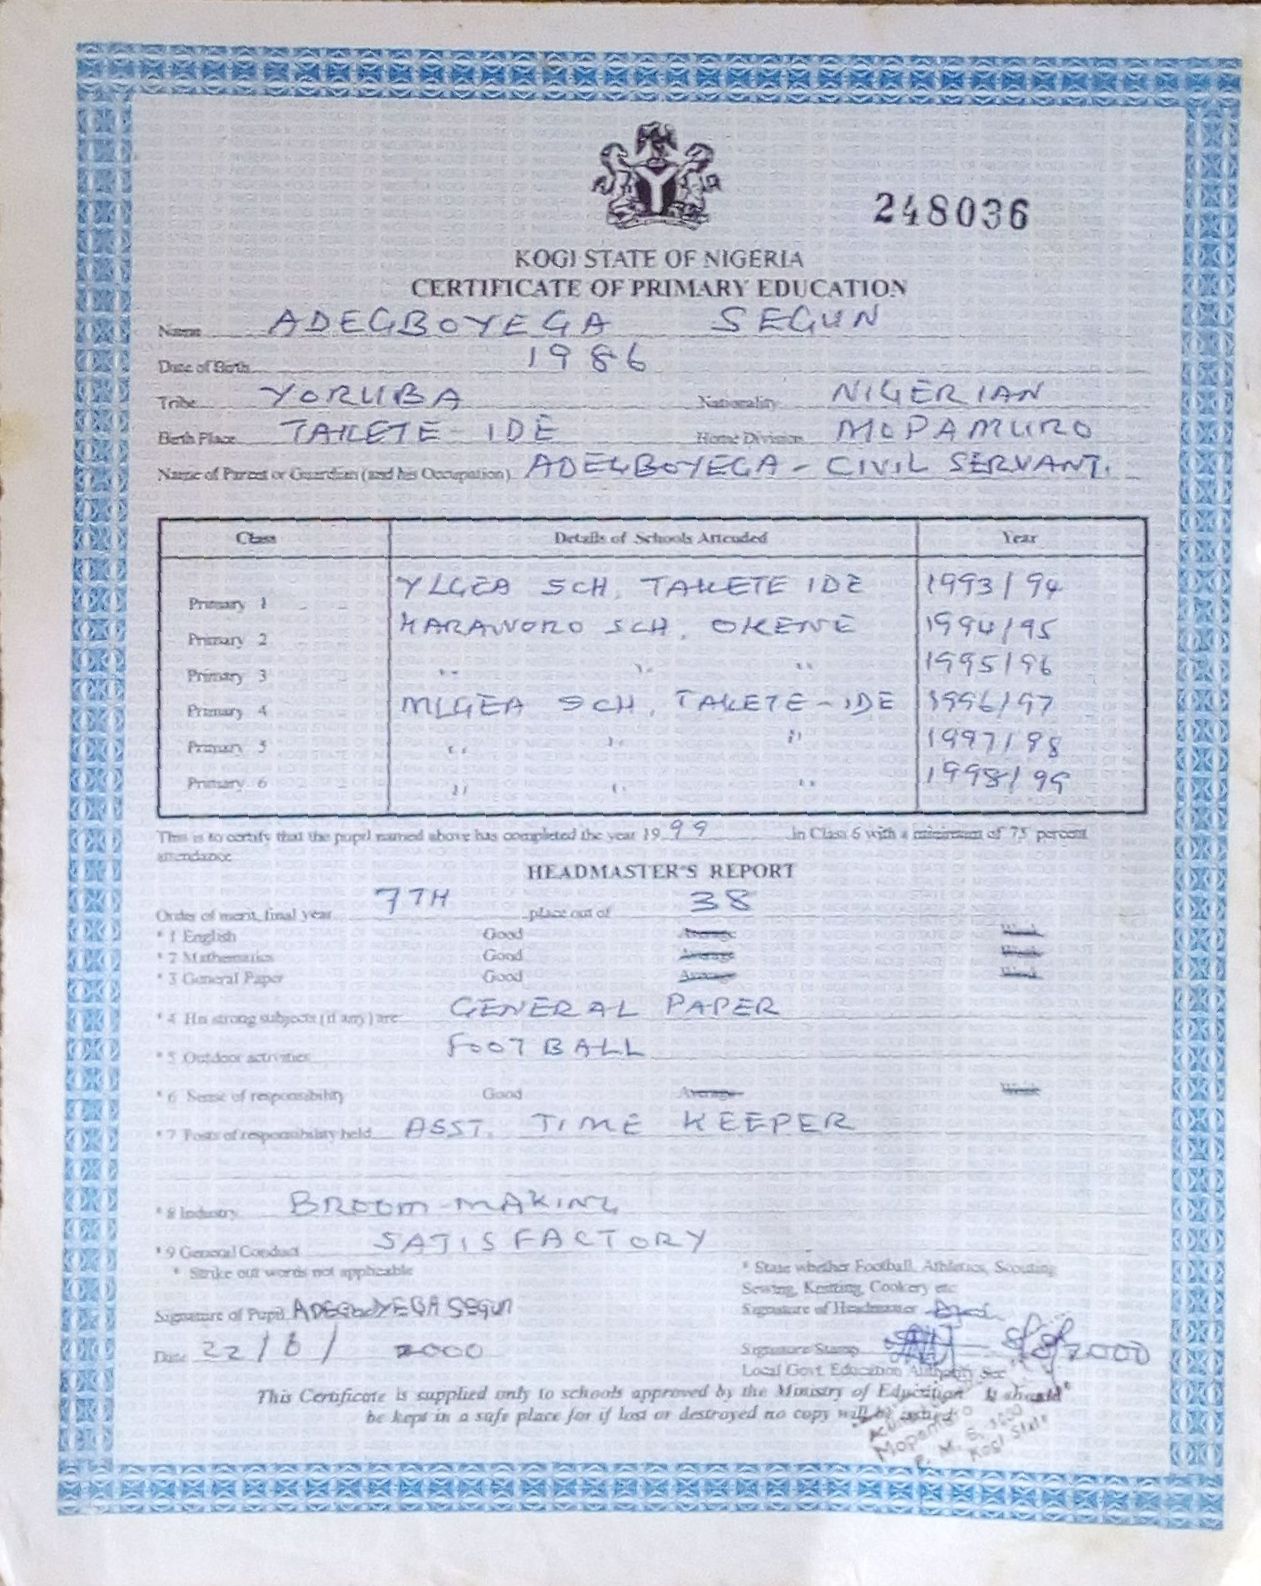 248036
KOGI STATE OF NIGERIA
CERTIFICATE OF PRIMARY EDUCATION
Name ADEGBOYEGA SEGUN
Date of Birth 1986
Tribe YORUBA Nationality NIGERIAN
Birth Place TAKETE-IDE Home Division MOPAMURO
Name of Parent or Guardian (and his Occupation) ADEGBOYEGA - CIVIL SERVANT.
Class Details of Schools Attended Year
Primary 1 YLGEA SCH, TAKETE IDE 1993/94
Primary 2 KARAWORO SCH, OKENE 1994/95
Primary 3 ,, ,, ,, 1995/96
Primary 4 MLGEA SCH, TAKETE-IDE 1996/97
Primary 5 ,, ,, ,, 1997/98
Primary 6 ,, ,, ,, 1998/99
This is to certify that the pupil named above has completed the year 19 99 in Class 6 with a minimum of 75 percent
attendance
HEADMASTER'S REPORT
Order of merit, final year 7TH place out of 38
* 1 English Good Average Weak
* 2 Mathematics Good Average Weak
* 3 General Paper Good Average Weak
* 4 His strong subjects (if any) are GENERAL PAPER
* 5 Outdoor activities FOOTBALL
* 6 Sense of responsibility Good Average Weak
* 7 Posts of responsibility held ASST. TIME KEEPER
* 8 Industry BROOM-MAKING
* 9 General Conduct SATISFACTORY
* Strike out words not applicable * State whether Football, Athletics, Scouting
Sewing, Knitting, Cookery etc
Signature of Pupil ADEGBOYEGA SEGUN Signature of Headmaster
Date 22/6/2000 Signature Stamp 8/8/2000
Local Govt. Education Authority Sec
This Certificate is supplied only to schools approved by the Ministry of Education It should
be kept in a safe place for if lost or destroyed no copy will be issued
Mopamuro
P. M. B. 1000
Kogi State